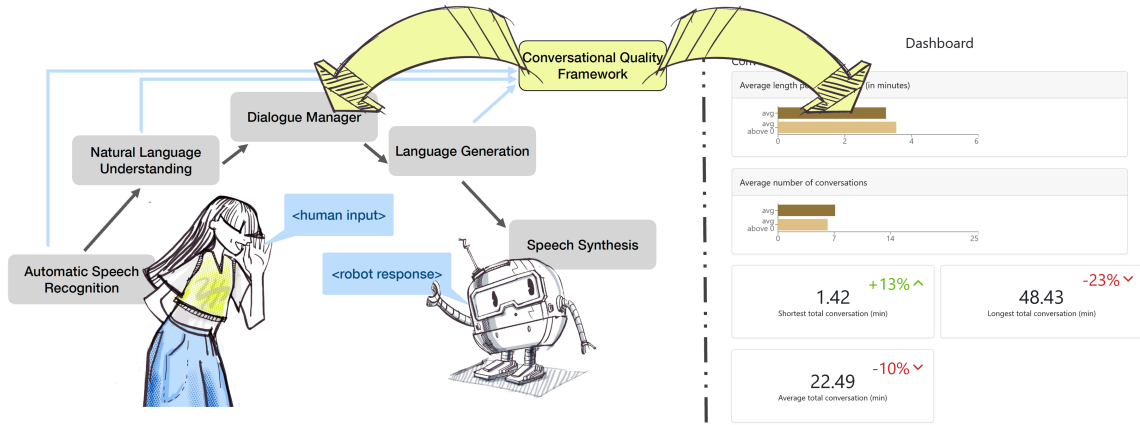 Conversational Quality
Framework
Dialogue Manager
Natural Language
Understanding
Language Generation
<human input>
Automatic Speech
Recognition
<robot response>
Speech Synthesis
Dashboard
Average length (in minutes)
avg
avg
above 0
0 2 4 6
Average number of conversations
avg
avg
above 0
0 7 14 25
+13%
1.42
Shortest total conversation (min)
-23%
48.43
Longest total conversation (min)
-10%
22.49
Average total conversation (min)